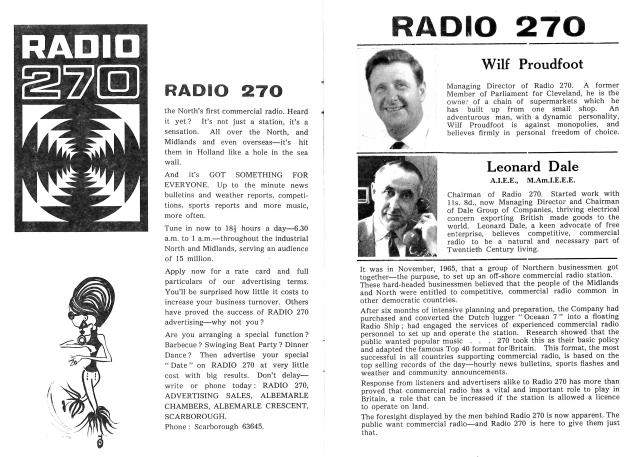 RADIO
270
RADIO 270
the North's first commercial radio. Heard
it yet? It's not just a station, it's a
sensation. All over the North, and
Midlands and even overseas—it's hit
them in Holland like a hole in the sea
wall.
And it's GOT SOMETHING FOR
EVERYONE. Up to the minute news
bulletins and weather reports, competi-
tions, sports reports and more music,
more often.
Tune in now to 18½ hours a day—6.30
a.m. to 1 a.m.—throughout the industrial
North and Midlands, serving an audience
of 15 million.
Apply now for a rate card and full
particulars of our advertising terms.
You'll be surprised how little it costs to
increase your business turnover. Others
have proved the success of RADIO 270
advertising—why not you?
Are you arranging a special function?
Barbecue? Swinging Beat Party? Dinner
Dance? Then advertise your special
"Date" on RADIO 270 at very little
cost with big results. Don't delay—
write or phone today: RADIO 270,
ADVERTISING SALES, ALBEMARLE
CHAMBERS, ALBEMARLE CRESCENT,
SCARBOROUGH.
Phone: Scarborough 63645.
RADIO 270
Wilf Proudfoot
Managing Director of Radio 270. A former
Member of Parliament for Cleveland, he is the
owner of a chain of supermarkets which he
has built up from one small shop. An
adventurous man, with a dynamic personality,
Wilf Proudfoot is against monopolies, and
believes firmly in personal freedom of choice.
Leonard Dale
A.I.E.E., M.Am.I.E.E.E.
Chairman of Radio 270. Started work with
11s. 8d., now Managing Director and Chairman
of Dale Group of Companies, thriving electrical
concern exporting British made goods to the
world. Leonard Dale, a keen advocate of free
enterprise, believes competitive, commercial
radio to be a natural and necessary part of
Twentieth Century living.
It was in November, 1965, that a group of Northern businessmen got
together—the purpose, to set up an off-shore commercial radio station.
These hard-headed businessmen believed that the people of the Midlands
and North were entitled to competitive, commercial radio common in
other democratic countries.
After six months of intensive planning and preparation, the Company had
purchased and converted the Dutch lugger "Ocean 7" into a floating
Radio Ship; had engaged the services of experienced commercial radio
personnel to set up and operate the station. Research showed that the
public wanted popular music . . . 270 took this as their basic policy
and adapted the famous Top 40 format for Britain. This format, the most
successful in all countries supporting commercial radio, is based on the
top selling records of the day—hourly news bulletins, sports flashes and
weather and community announcements.
Response from listeners and advertisers alike to Radio 270 has more than
proved that commercial radio has a vital and important role to play in
Britain, a role that can be increased if the station is allowed a licence
to operate on land.
The foresight displayed by the men behind Radio 270 is now apparent. The
public want commercial radio—and Radio 270 is here to give them just
that.